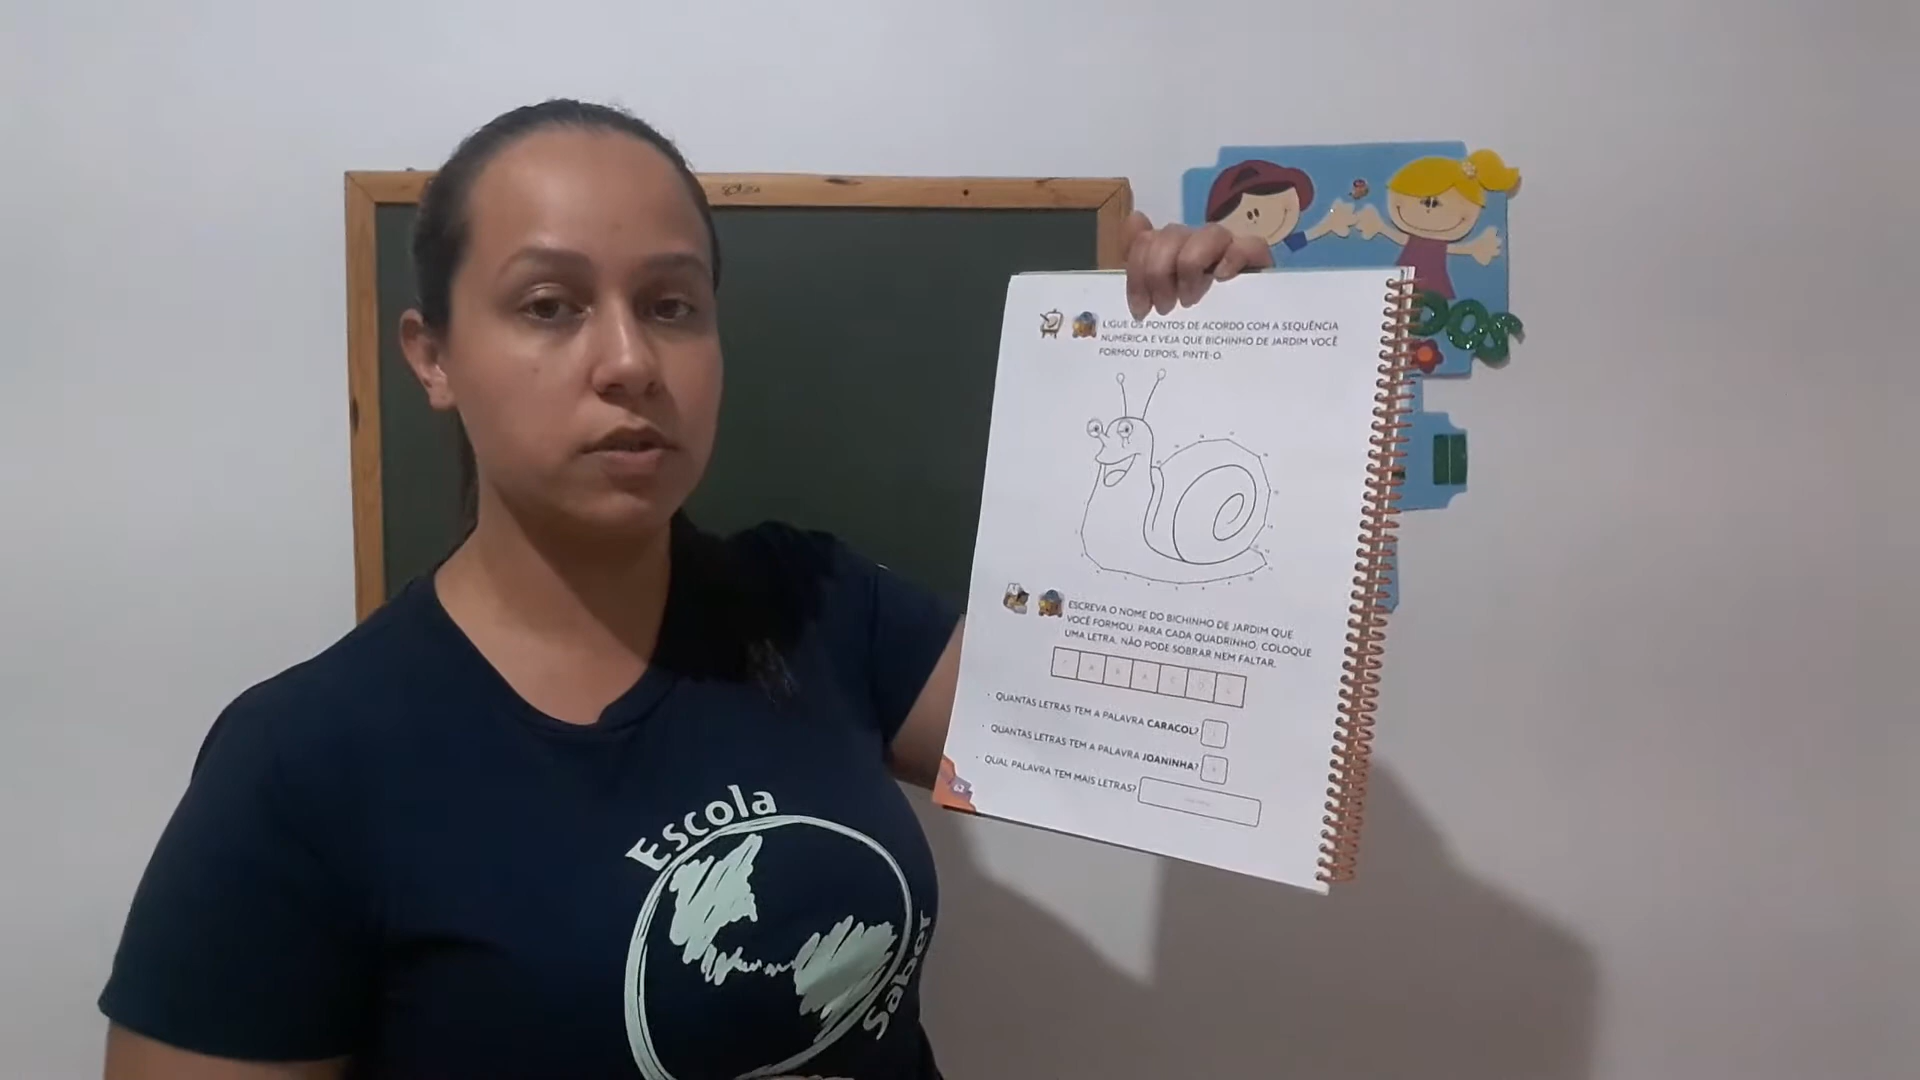 LIGUE OS PONTOS DE ACORDO COM A SEQUÊNCIA
NUMÉRICA E VEJA QUE BICHINHO DE JARDIM VOCÊ
FORMOU. DEPOIS, PINTE-O.
ESCREVA O NOME DO BICHINHO DE JARDIM QUE
VOCÊ FORMOU. PARA CADA QUADRINHO, COLOQUE
UMA LETRA. NÃO PODE SOBRAR NEM FALTAR.
C A R A C O L
• QUANTAS LETRAS TEM A PALAVRA CARACOL?
• QUANTAS LETRAS TEM A PALAVRA JOANINHA?
• QUAL PALAVRA TEM MAIS LETRAS?
62
Escola
Saber